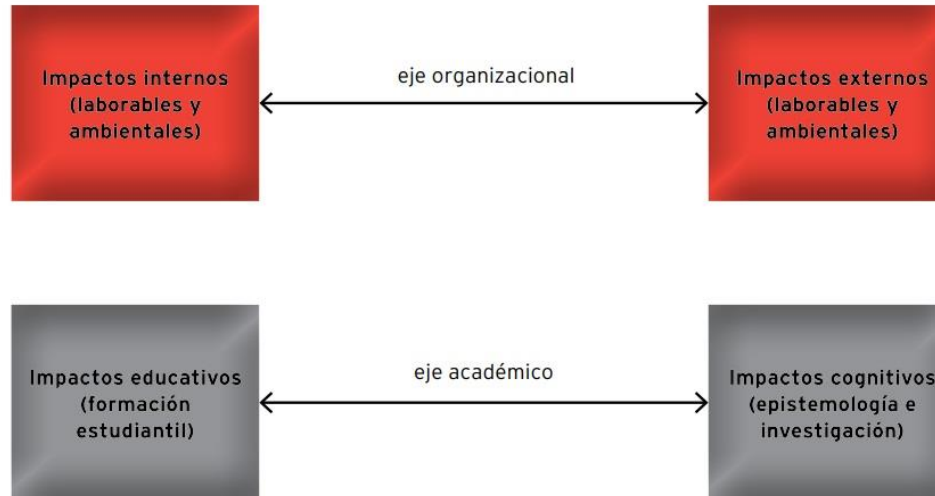 Impactos internos
(laborables y
ambientales)
eje organizacional
Impactos externos
(laborables y
ambientales)
Impactos educativos
(formación
estudiantil)
eje académico
Impactos cognitivos
(epistemología e
investigación)